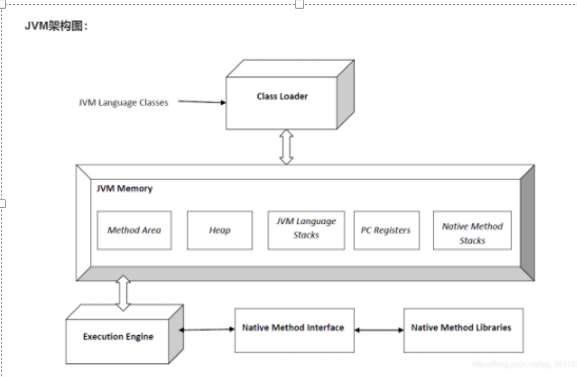 JVM架构图：
Class Loader
JVM Language Classes
JVM Memory
Method Area
Heap
JVM Language
Stacks
PC Registers
Native Method
Stacks
Execution Engine
Native Method Interface
Native Method Libraries